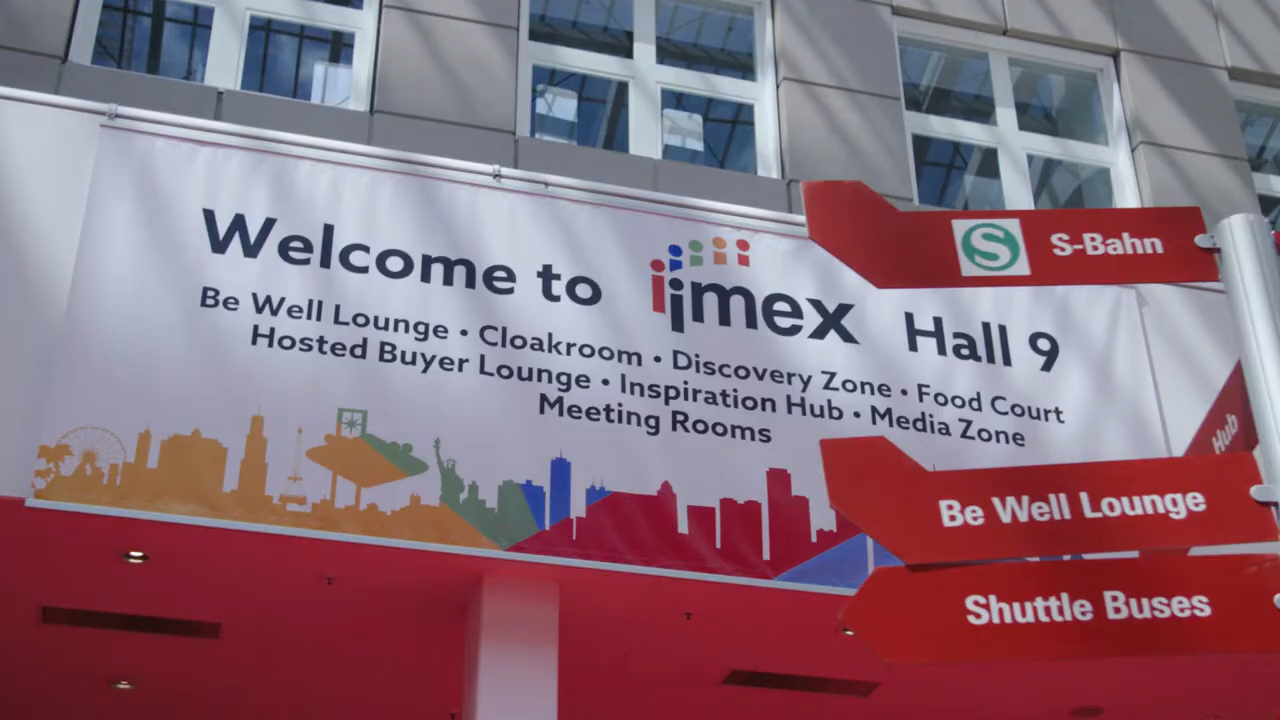 Welcome to imex Hall 9
Be Well Lounge • Cloakroom • Discovery Zone • Food Court
Hosted Buyer Lounge • Inspiration Hub • Media Zone
Meeting Rooms
S S-Bahn
Hub
Be Well Lounge
Shuttle Buses